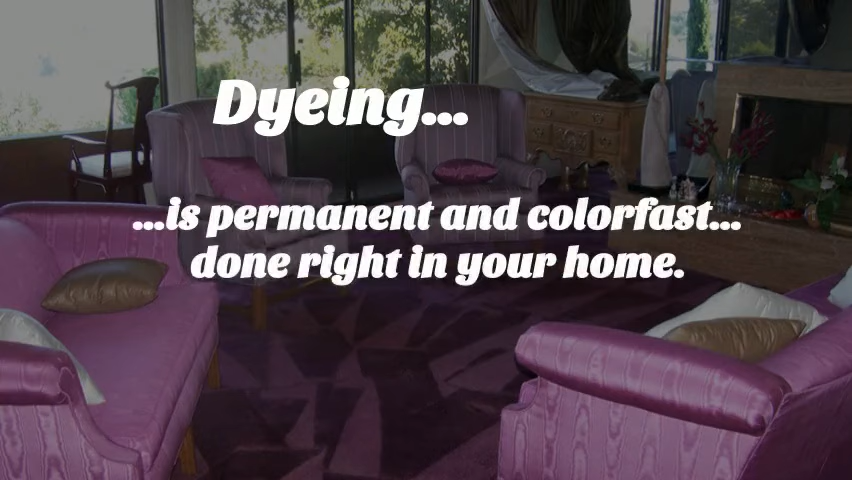 Dyeing...
...is permanent and colorfast...
done right in your home.